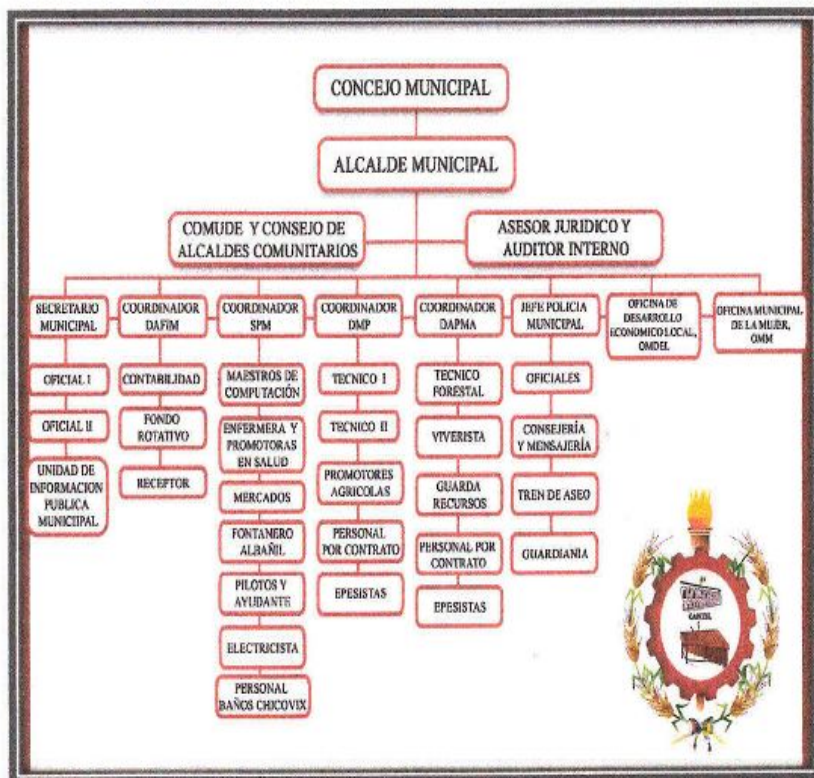 CONCEJO MUNICIPAL
ALCALDE MUNICIPAL
COMUDE Y CONSEJO DE
ALCALDES COMUNITARIOS
ASESOR JURIDICO Y
AUDITOR INTERNO
SECRETARIO
MUNICIPAL
COORDINADOR
DAFIM
COORDINADOR
SPM
COORDINADOR
DMP
COORDINADOR
DAPMA
JEFE POLICIA
MUNICIPAL
OFICINA DE
DESARROLLO
ECONOMICO LOCAL,
OMDEL
OFICINA MUNICIPAL
DE LA MUJER,
OMM
OFICIAL I
OFICIAL II
UNIDAD DE
INFORMACION
PUBLICA
MUNICIPAL
CONTABILIDAD
FONDO
ROTATIVO
RECEPTOR
MAESTROS DE
COMPUTACIÓN
ENFERMERA Y
PROMOTORAS
EN SALUD
MERCADOS
FONTANERO
ALBAÑIL
PILOTOS Y
AYUDANTE
ELECTRICISTA
PERSONAL
BAÑOS CHICOVIX
TECNICO I
TECNICO II
PROMOTORES
AGRICOLAS
PERSONAL
POR CONTRATO
EPESISTAS
TECNICO
FORESTAL
VIVERISTA
GUARDA
RECURSOS
PERSONAL POR
CONTRATO
EPESISTAS
OFICIALES
CONSEJERÍA
Y MENSAJERÍA
TREN DE ASEO
GUARDIANIA
CANTEL